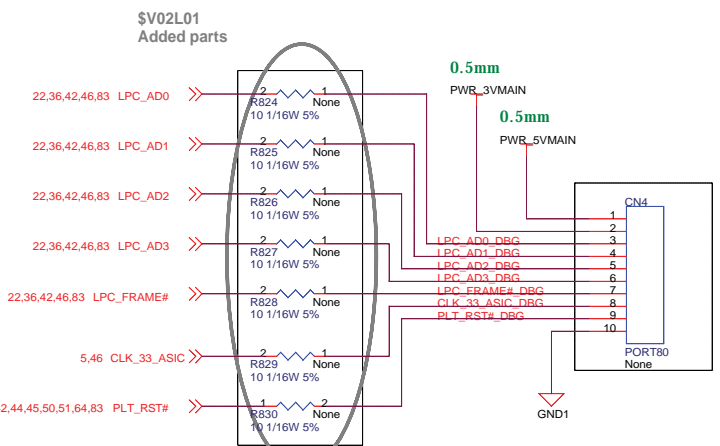 $V02L01
Added parts
0.5mm
PWR_3VMAIN
0.5mm
PWR_5VMAIN
22,36,42,46,83 LPC_AD0
2 1
R824 None
10 1/16W 5%
22,36,42,46,83 LPC_AD1
2 1
R825 None
10 1/16W 5%
22,36,42,46,83 LPC_AD2
2 1
R826 None
10 1/16W 5%
22,36,42,46,83 LPC_AD3
2 1
R827 None
10 1/16W 5%
22,36,42,46,83 LPC_FRAME#
2 1
R828 None
10 1/16W 5%
5,46 CLK_33_ASIC
2 1
R829 None
10 1/16W 5%
2,44,45,50,51,64,83 PLT_RST#
1 2
R830 None
10 1/16W 5%
CN4
1
2
LPC_AD0_DBG 3
LPC_AD1_DBG 4
LPC_AD2_DBG 5
LPC_AD3_DBG 6
LPC_FRAME#_DBG 7
CLK_33_ASIC_DBG 8
PLT_RST#_DBG 9
10
PORT80
None
GND1